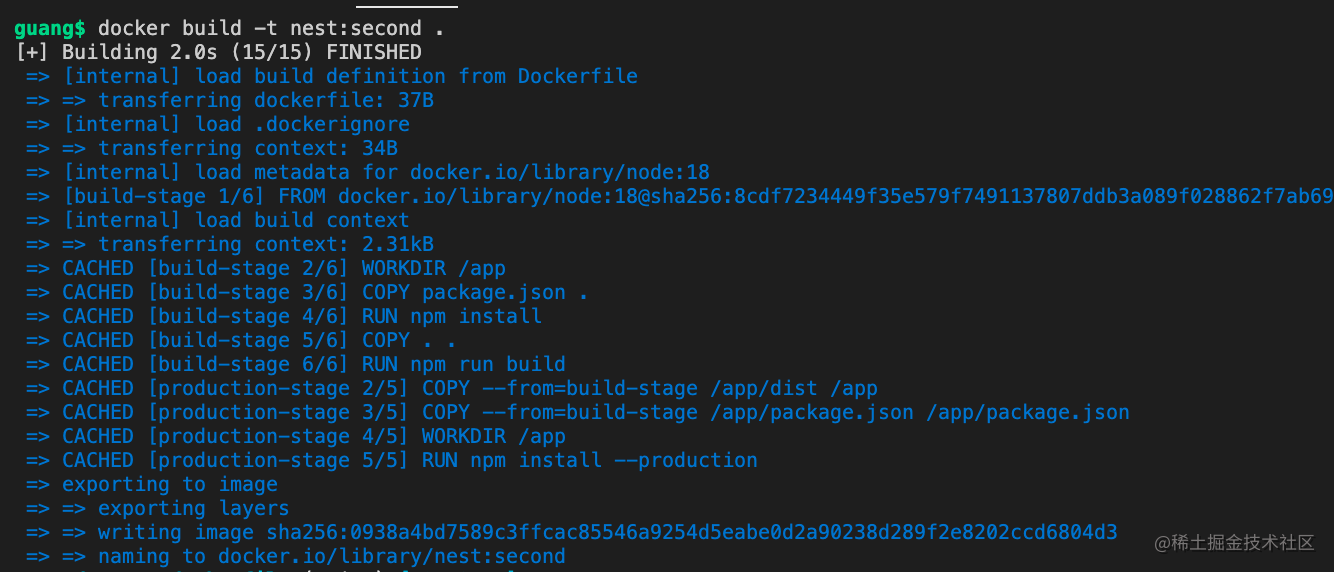 guang$ docker build -t nest:second .
[+] Building 2.0s (15/15) FINISHED
=> [internal] load build definition from Dockerfile
=> => transferring dockerfile: 37B
=> [internal] load .dockerignore
=> => transferring context: 34B
=> [internal] load metadata for docker.io/library/node:18
=> [build-stage 1/6] FROM docker.io/library/node:18@sha256:8cdf7234449f35e579f7491137807ddb3a089f028862f7ab69
=> [internal] load build context
=> => transferring context: 2.31kB
=> CACHED [build-stage 2/6] WORKDIR /app
=> CACHED [build-stage 3/6] COPY package.json .
=> CACHED [build-stage 4/6] RUN npm install
=> CACHED [build-stage 5/6] COPY . .
=> CACHED [build-stage 6/6] RUN npm run build
=> CACHED [production-stage 2/5] COPY --from=build-stage /app/dist /app
=> CACHED [production-stage 3/5] COPY --from=build-stage /app/package.json /app/package.json
=> CACHED [production-stage 4/5] WORKDIR /app
=> CACHED [production-stage 5/5] RUN npm install --production
=> exporting to image
=> => exporting layers
=> => writing image sha256:0938a4bd7589c3ffcac85546a9254d5eabe0d2a90238d289f2e8202ccd6804d3
=> => naming to docker.io/library/nest:second
@稀土掘金技术社区